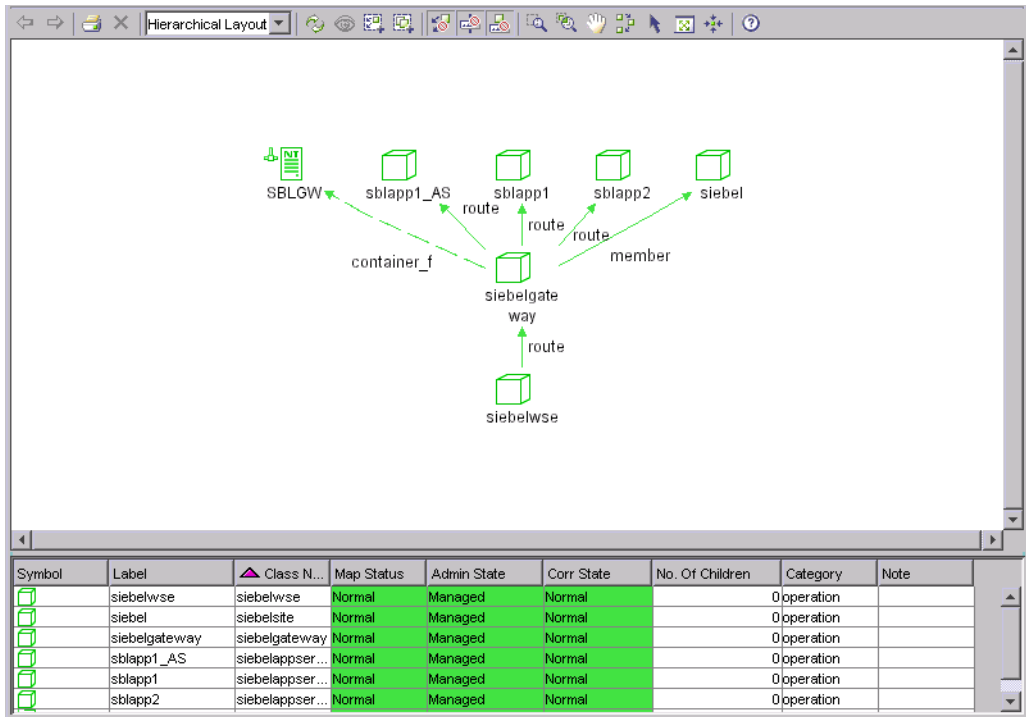 Hierarchical Layout
NT
SBLGW sblapp1_AS sblapp1 sblapp2 siebel
route
route
route
member
container_f
siebelgate
way
route
siebelwse
Symbol Label Class N... Map Status Admin State Corr State No. Of Children Category Note
siebelwse siebelwse Normal Managed Normal 0 operation
siebel siebelsite Normal Managed Normal 0 operation
siebelgateway siebelgateway Normal Managed Normal 0 operation
sblapp1_AS siebelappser... Normal Managed Normal 0 operation
sblapp1 siebelappser... Normal Managed Normal 0 operation
sblapp2 siebelappser... Normal Managed Normal 0 operation